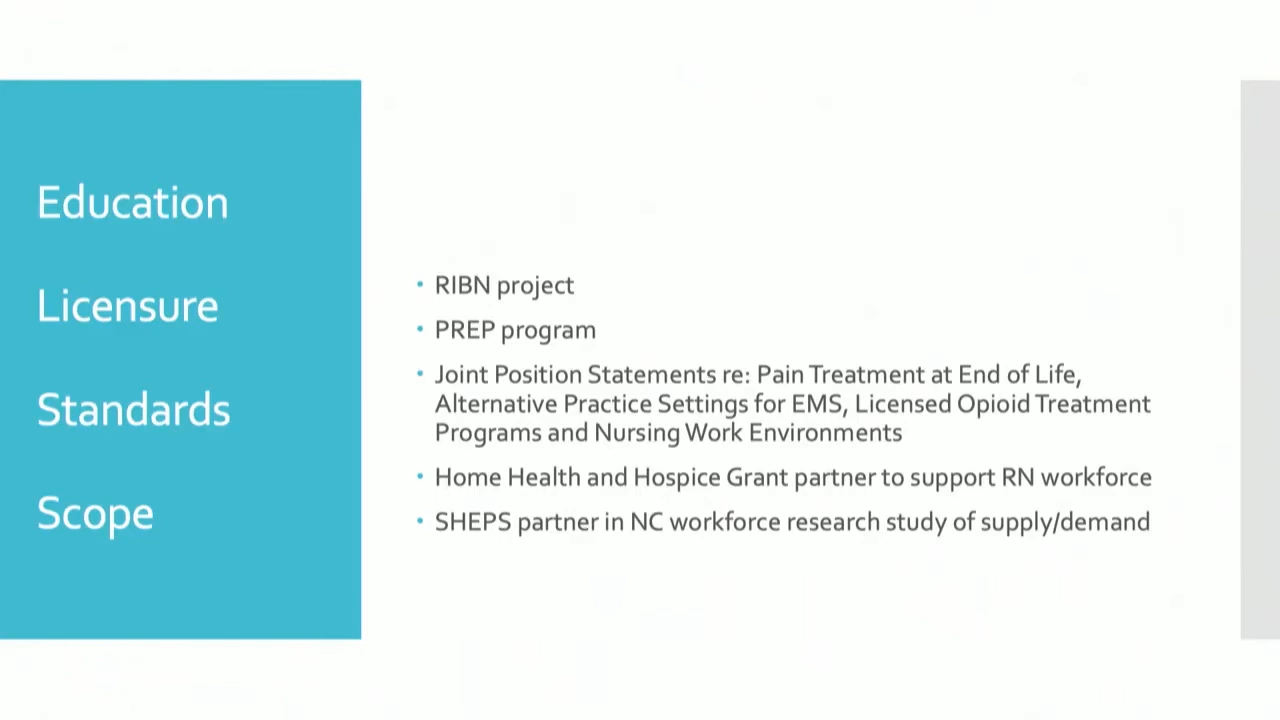 Education
Licensure
Standards
Scope
• RIBN project
• PREP program
• Joint Position Statements re: Pain Treatment at End of Life,
Alternative Practice Settings for EMS, Licensed Opioid Treatment
Programs and Nursing Work Environments
• Home Health and Hospice Grant partner to support RN workforce
• SHEPS partner in NC workforce research study of supply/demand